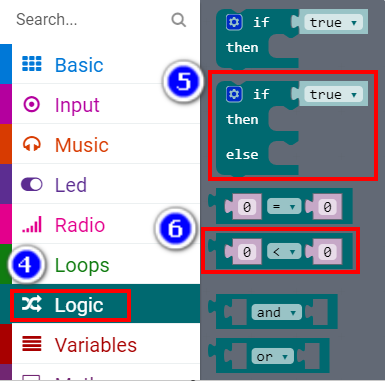 Search...
Basic
Input
Music
Led
Radio
4 Loops
Logic
Variables
if true ▾
then
5
if true ▾
then
else
0 = ▾ 0
6
0 < ▾ 0
and ▾
or ▾